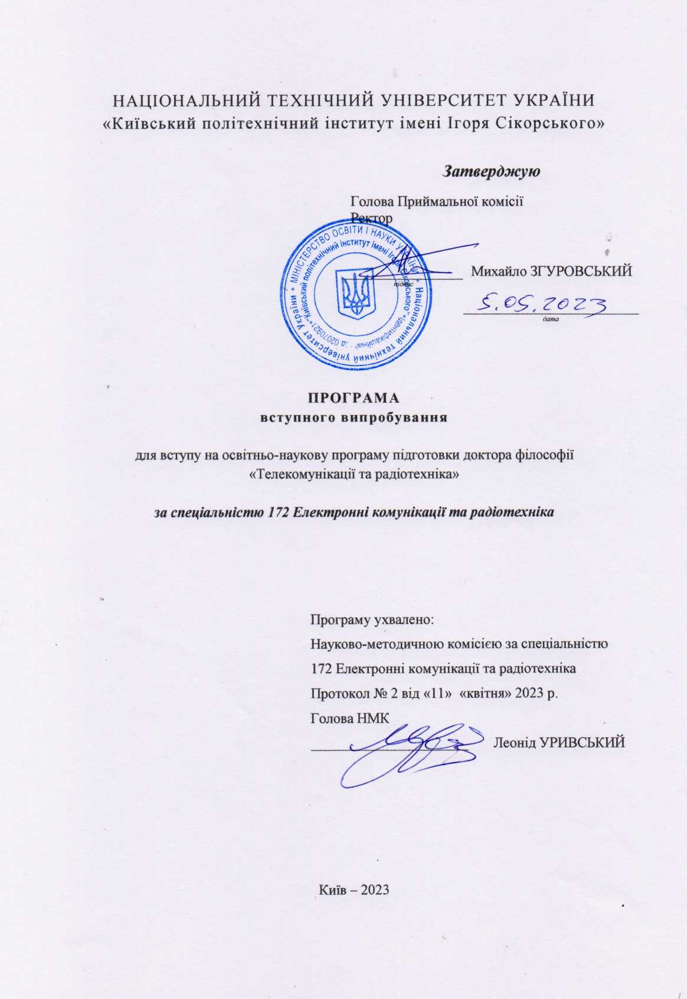 НАЦІОНАЛЬНИЙ ТЕХНІЧНИЙ УНІВЕРСИТЕТ УКРАЇНИ
«Київський політехнічний інститут імені Ігоря Сікорського»
Затверджую
Голова Приймальної комісії
Ректор
Михайло ЗГУРОВСЬКИЙ
підпис
5.05.2023
дата
МІНІСТЕРСТВО ОСВІТИ І НАУКИ УКРАЇНИ * Національний технічний університет України *
"Київський політехнічний інститут імені Ігоря Сікорського" * Ідентифікаційний 02070921 *
ПРОГРАМА
вступного випробування
для вступу на освітньо-наукову програму підготовки доктора філософії
«Телекомунікації та радіотехніка»
за спеціальністю 172 Електронні комунікації та радіотехніка
Програму ухвалено:
Науково-методичною комісією за спеціальністю
172 Електронні комунікації та радіотехніка
Протокол № 2 від «11» «квітня» 2023 р.
Голова НМК
Леонід УРИВСЬКИЙ
Київ – 2023